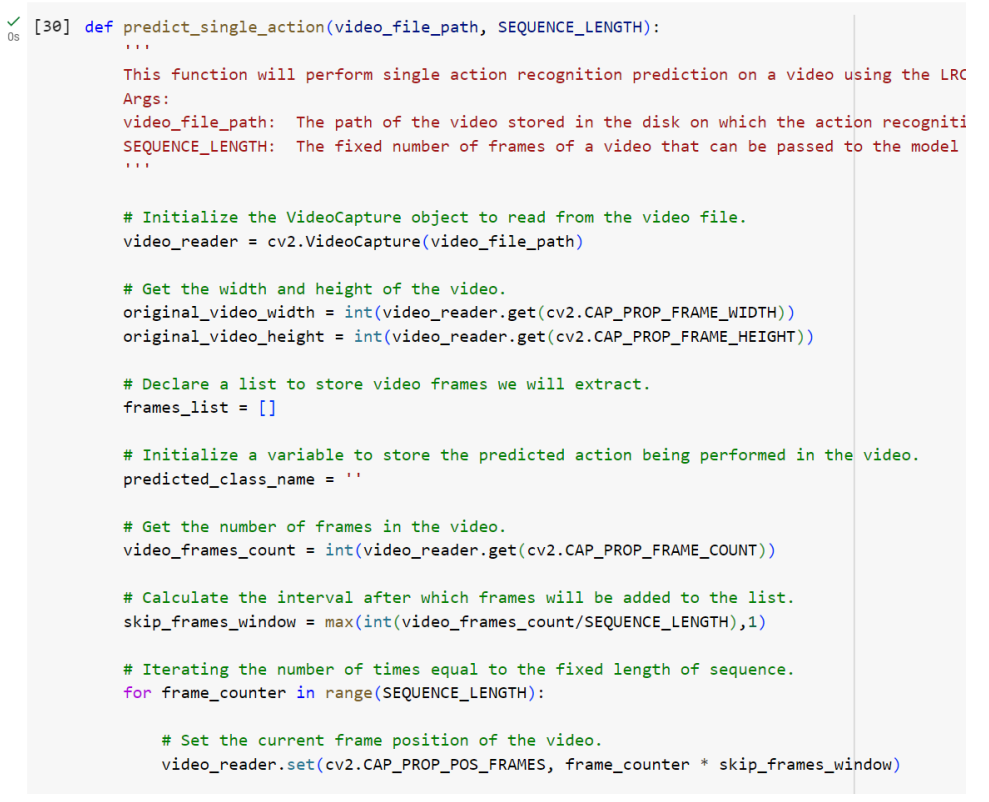 [30] def predict_single_action(video_file_path, SEQUENCE_LENGTH):
0s
'''
This function will perform single action recognition prediction on a video using the LRC
Args:
video_file_path:  The path of the video stored in the disk on which the action recogniti
SEQUENCE_LENGTH:  The fixed number of frames of a video that can be passed to the model
'''
# Initialize the VideoCapture object to read from the video file.
video_reader = cv2.VideoCapture(video_file_path)
# Get the width and height of the video.
original_video_width = int(video_reader.get(cv2.CAP_PROP_FRAME_WIDTH))
original_video_height = int(video_reader.get(cv2.CAP_PROP_FRAME_HEIGHT))
# Declare a list to store video frames we will extract.
frames_list = []
# Initialize a variable to store the predicted action being performed in the video.
predicted_class_name = ''
# Get the number of frames in the video.
video_frames_count = int(video_reader.get(cv2.CAP_PROP_FRAME_COUNT))
# Calculate the interval after which frames will be added to the list.
skip_frames_window = max(int(video_frames_count/SEQUENCE_LENGTH),1)
# Iterating the number of times equal to the fixed length of sequence.
for frame_counter in range(SEQUENCE_LENGTH):
# Set the current frame position of the video.
video_reader.set(cv2.CAP_PROP_POS_FRAMES, frame_counter * skip_frames_window)